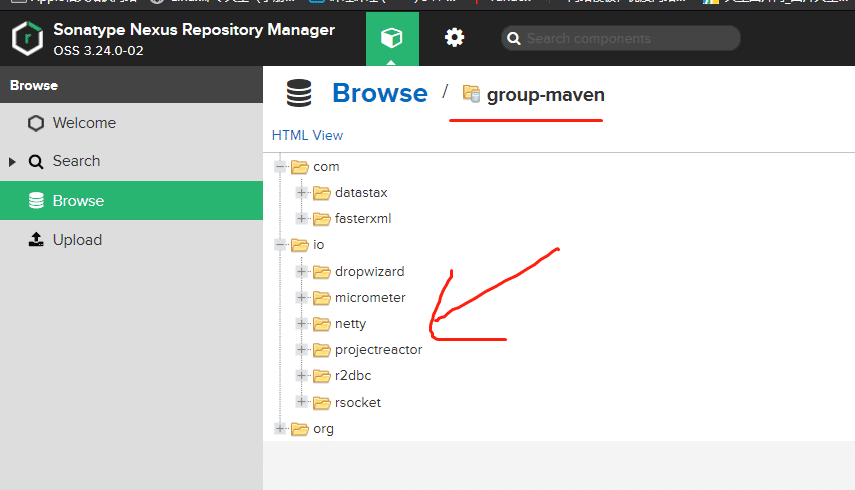 Sonatype Nexus Repository Manager
OSS 3.24.0-02
Search components
Browse
Welcome
Search
Browse
Upload
Browse / group-maven
HTML View
com
datastax
fasterxml
io
dropwizard
micrometer
netty
projectreactor
r2dbc
rsocket
org